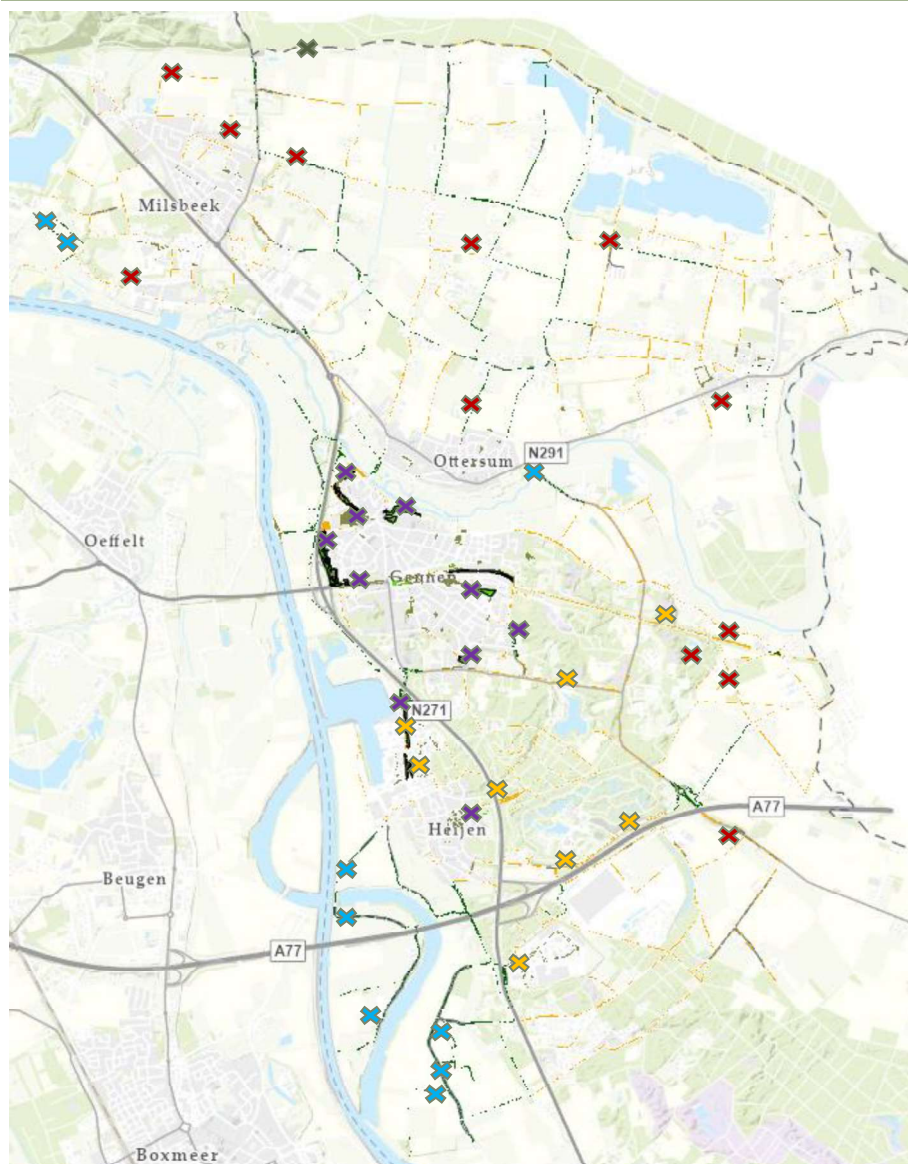 Milsbeek
Ottersum
N291
Oeffelt
Gennep
N271
A77
Heijen
Beugen
A77
Boxmeer